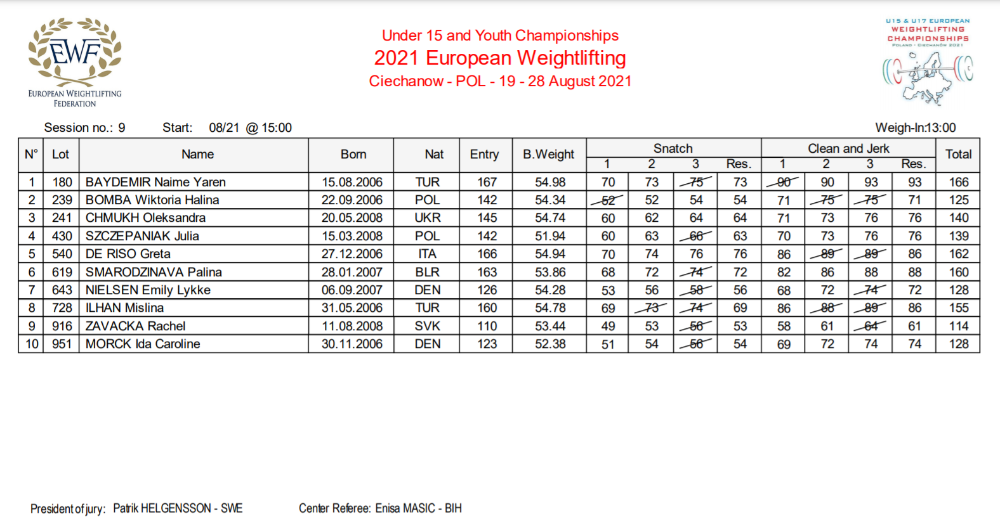 EWF
EUROPEAN WEIGHTLIFTING
FEDERATION
Under 15 and Youth Championships
2021 European Weightlifting
Ciechanow - POL - 19 - 28 August 2021
U15 & U17 EUROPEAN
WEIGHTLIFTING
CHAMPIONSHIPS
POLAND - CIECHANÓW 2021
Session no.: 9 Start: 08/21 @ 15:00 Weigh-In:13:00
N° Lot Name Born Nat Entry B.Weight Snatch Clean and Jerk Total
1 2 3 Res. 1 2 3 Res.
1 180 BAYDEMIR Naime Yaren 15.08.2006 TUR 167 54.98 70 73 75 73 90 90 93 93 166
2 239 BOMBA Wiktoria Halina 22.09.2006 POL 142 54.34 52 52 54 54 71 75 75 71 125
3 241 CHMUKH Oleksandra 20.05.2008 UKR 145 54.74 60 62 64 64 71 73 76 76 140
4 430 SZCZEPANIAK Julia 15.03.2008 POL 142 51.94 60 63 66 63 70 73 76 76 139
5 540 DE RISO Greta 27.12.2006 ITA 166 54.94 70 74 76 76 86 89 89 86 162
6 619 SMARODZINAVA Palina 28.01.2007 BLR 163 53.86 68 72 74 72 82 86 88 88 160
7 643 NIELSEN Emily Lykke 06.09.2007 DEN 126 54.28 53 56 58 56 68 72 74 72 128
8 728 ILHAN Mislina 31.05.2006 TUR 160 54.78 69 73 74 69 86 88 89 86 155
9 916 ZAVACKA Rachel 11.08.2008 SVK 110 53.44 49 53 56 53 58 61 64 61 114
10 951 MORCK Ida Caroline 30.11.2006 DEN 123 52.38 51 54 56 54 69 72 74 74 128
President of jury: Patrik HELGENSSON - SWE Center Referee: Enisa MASIC - BIH